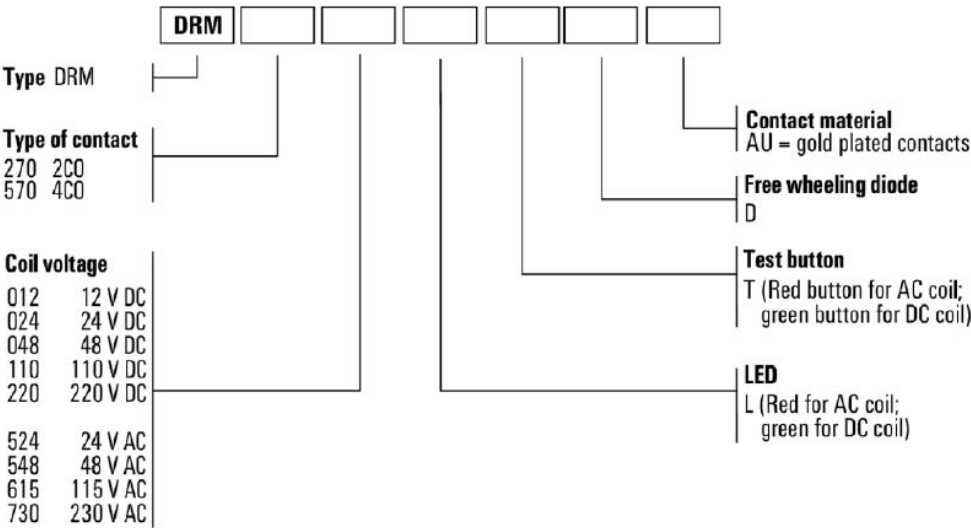 DRM
Type DRM
Type of contact
270 2CO
570 4CO
Coil voltage
012 12 V DC
024 24 V DC
048 48 V DC
110 110 V DC
220 220 V DC
524 24 V AC
548 48 V AC
615 115 V AC
730 230 V AC
Contact material
AU = gold plated contacts
Free wheeling diode
D
Test button
T (Red button for AC coil;
green button for DC coil)
LED
L (Red for AC coil;
green for DC coil)